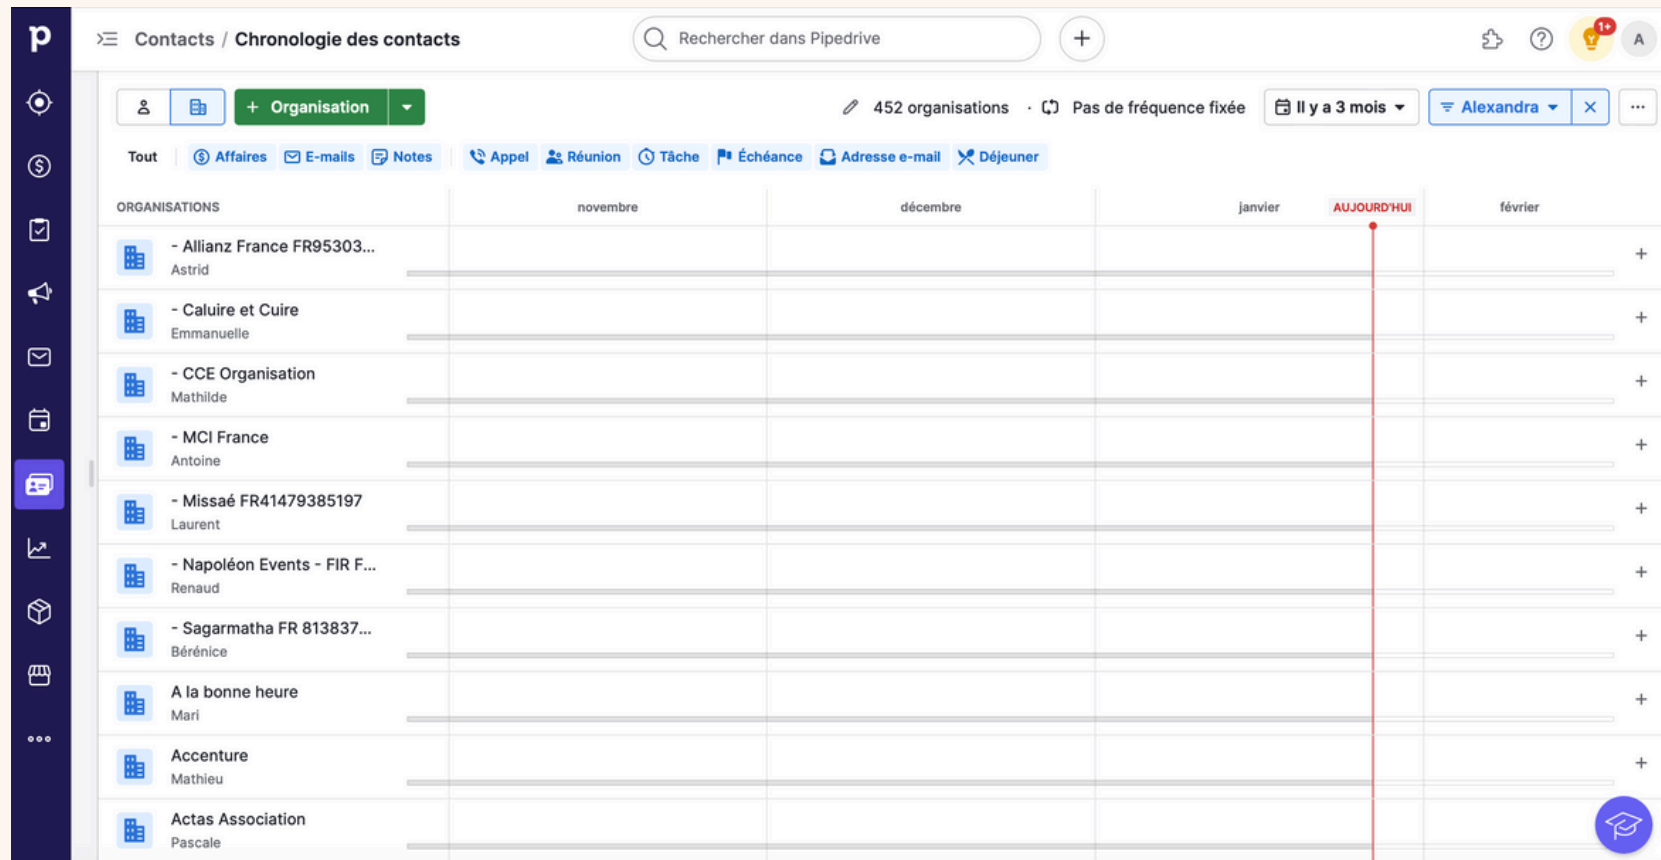 p
Contacts / Chronologie des contacts
Rechercher dans Pipedrive
+
1+
A
+ Organisation
452 organisations · Pas de fréquence fixée
Il y a 3 mois
Alexandra
Tout
Affaires
E-mails
Notes
Appel
Réunion
Tâche
Échéance
Adresse e-mail
Déjeuner
ORGANISATIONS
novembre
décembre
janvier
AUJOURD'HUI
février
- Allianz France FR95303...
Astrid
- Caluire et Cuire
Emmanuelle
- CCE Organisation
Mathilde
- MCI France
Antoine
- Missaé FR41479385197
Laurent
- Napoléon Events - FIR F...
Renaud
- Sagarmatha FR 813837...
Bérénice
A la bonne heure
Mari
Accenture
Mathieu
Actas Association
Pascale